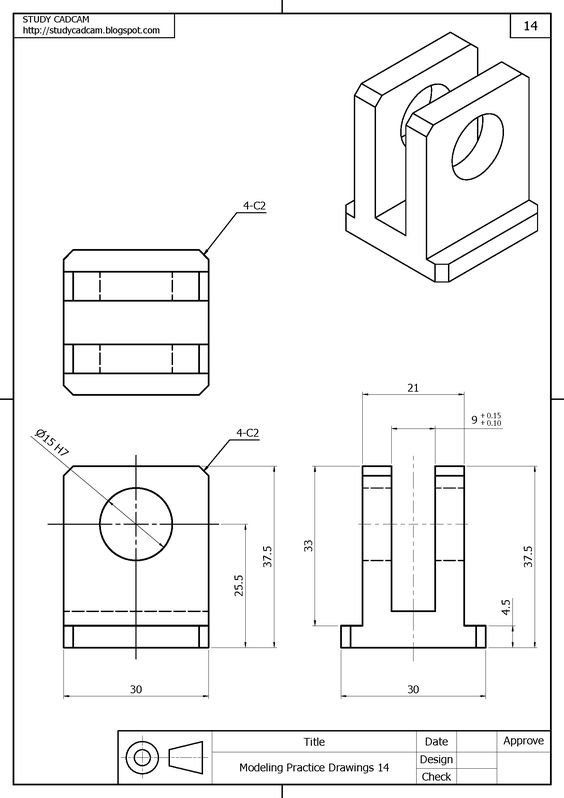 STUDY CADCAM
http://studycadcam.blogspot.com
14
4-C2
21
9 +0.15
+0.10
Ø15 H7
4-C2
33
37.5
25.5
37.5
4.5
30
30
Title
Date
Approve
Modeling Practice Drawings 14
Design
Check